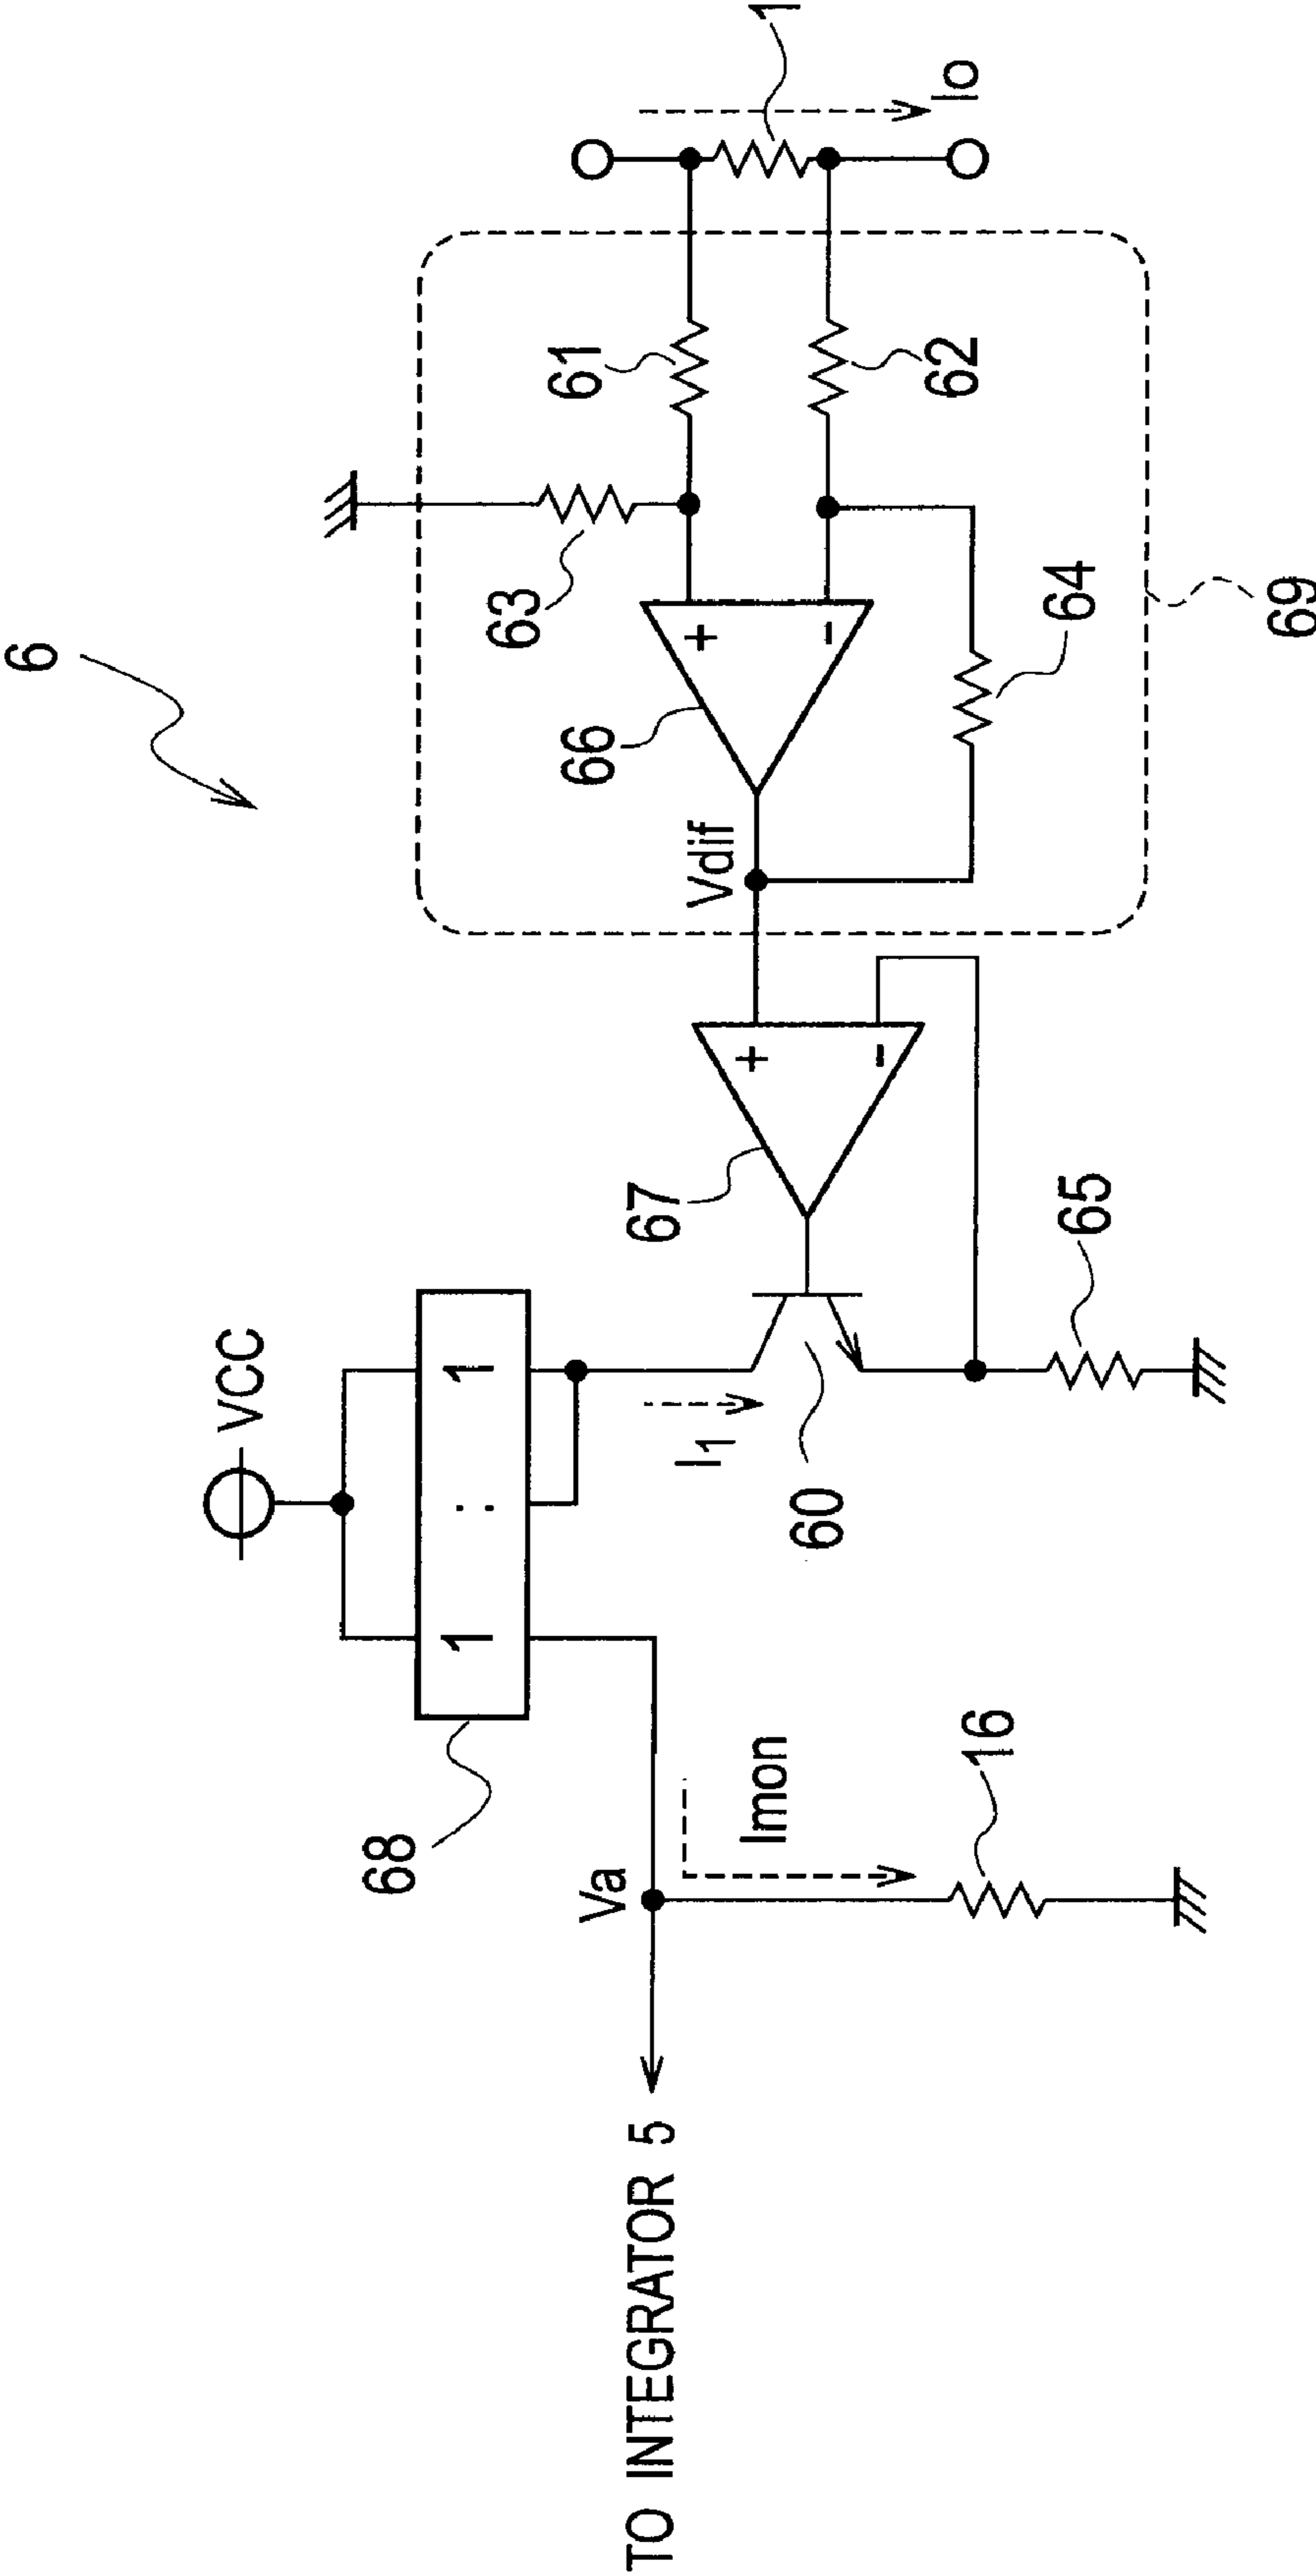 6
VCC
68
1 : 1
I1
60
67
+
-
Vdif
66
+
-
63
61
62
64
69
65
1
Io
Va
Imon
16
TO INTEGRATOR 5